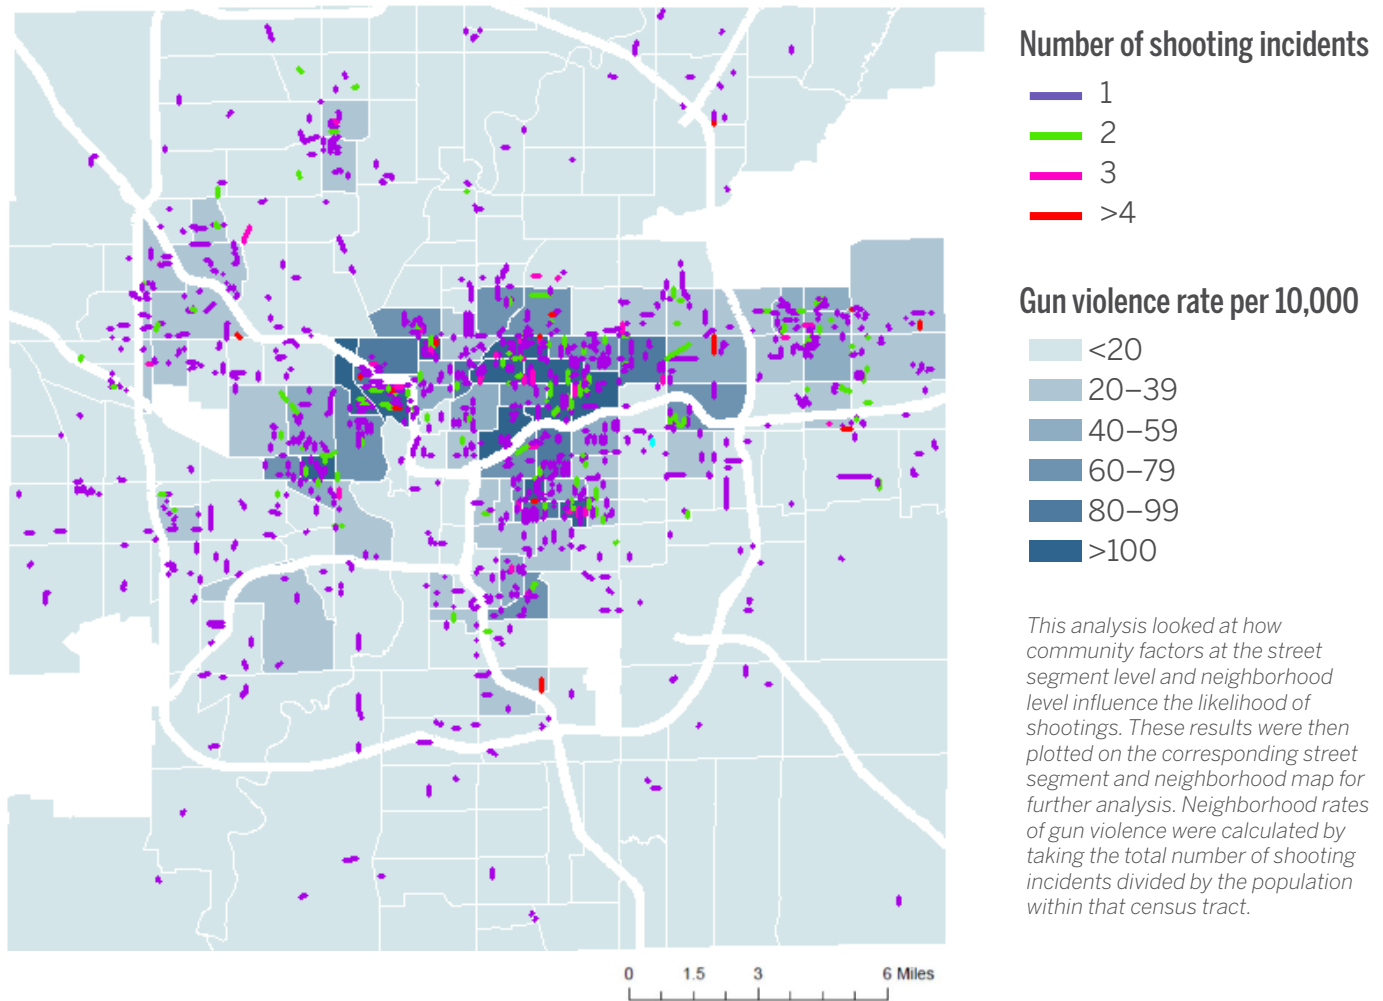 Number of shooting incidents
1
2
3
>4
Gun violence rate per 10,000
<20
20–39
40–59
60–79
80–99
>100
This analysis looked at how
community factors at the street
segment level and neighborhood
level influence the likelihood of
shootings. These results were then
plotted on the corresponding street
segment and neighborhood map for
further analysis. Neighborhood rates
of gun violence were calculated by
taking the total number of shooting
incidents divided by the population
within that census tract.
0 1.5 3 6 Miles